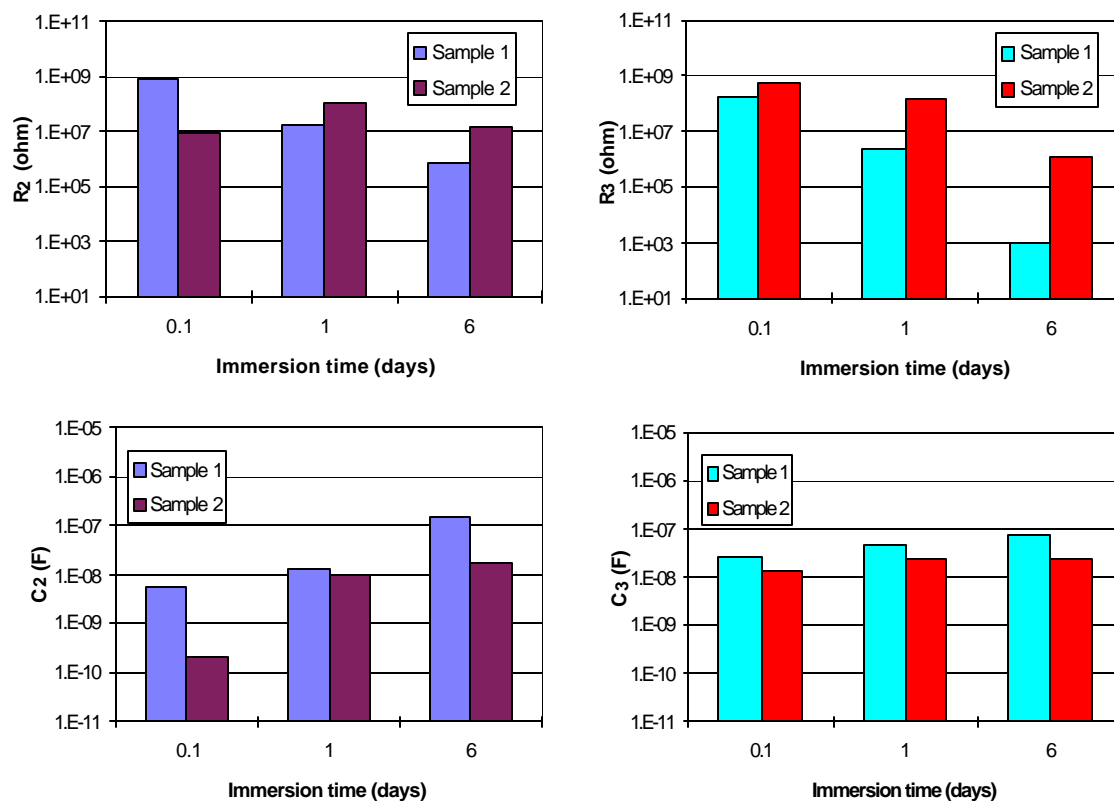 1.E+11
1.E+09
1.E+07
1.E+05
1.E+03
1.E+01
R2 (ohm)
Sample 1
Sample 2
0.1 1 6
Immersion time (days)
1.E+11
1.E+09
1.E+07
1.E+05
1.E+03
1.E+01
R3 (ohm)
Sample 1
Sample 2
0.1 1 6
Immersion time (days)
1.E-05
1.E-06
1.E-07
1.E-08
1.E-09
1.E-10
1.E-11
C2 (F)
Sample 1
Sample 2
0.1 1 6
Immersion time (days)
1.E-05
1.E-06
1.E-07
1.E-08
1.E-09
1.E-10
1.E-11
C3 (F)
Sample 1
Sample 2
0.1 1 6
Immersion time (days)